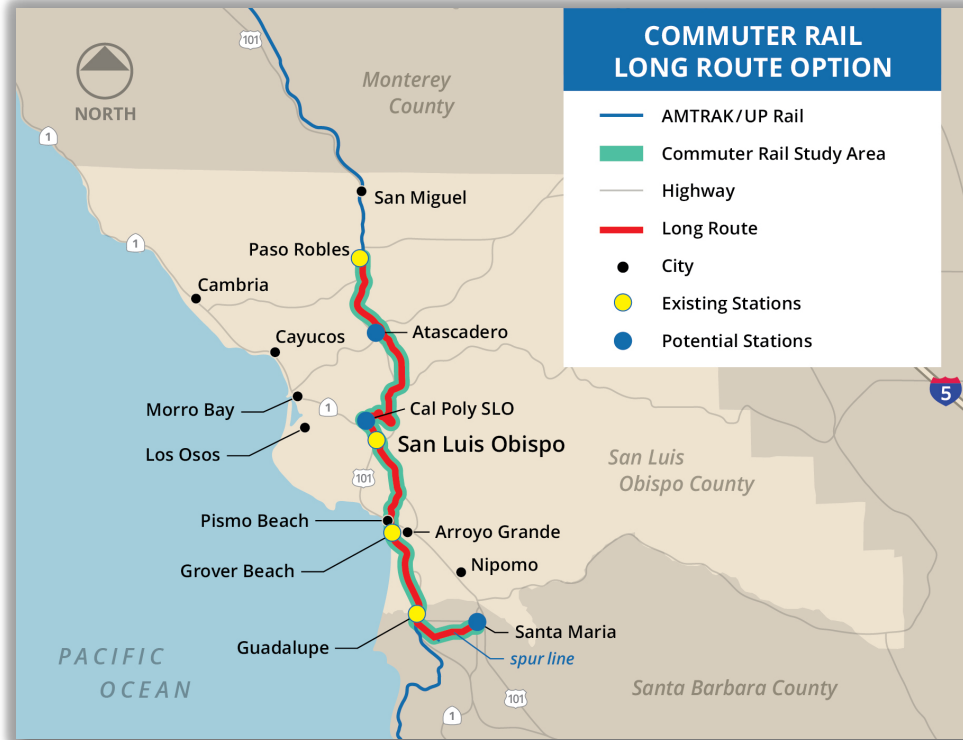 COMMUTER RAIL
LONG ROUTE OPTION
AMTRAK/UP Rail
Commuter Rail Study Area
Highway
Long Route
City
Existing Stations
Potential Stations
NORTH
101
Monterey
County
1
San Miguel
1
Paso Robles
Cambria
Cayucos
Atascadero
5
Morro Bay
1
Cal Poly SLO
San Luis Obispo
Los Osos
San Luis
Obispo County
101
Pismo Beach
Arroyo Grande
Grover Beach
Nipomo
Guadalupe
Santa Maria
spur line
PACIFIC
OCEAN
Santa Barbara County
101
1